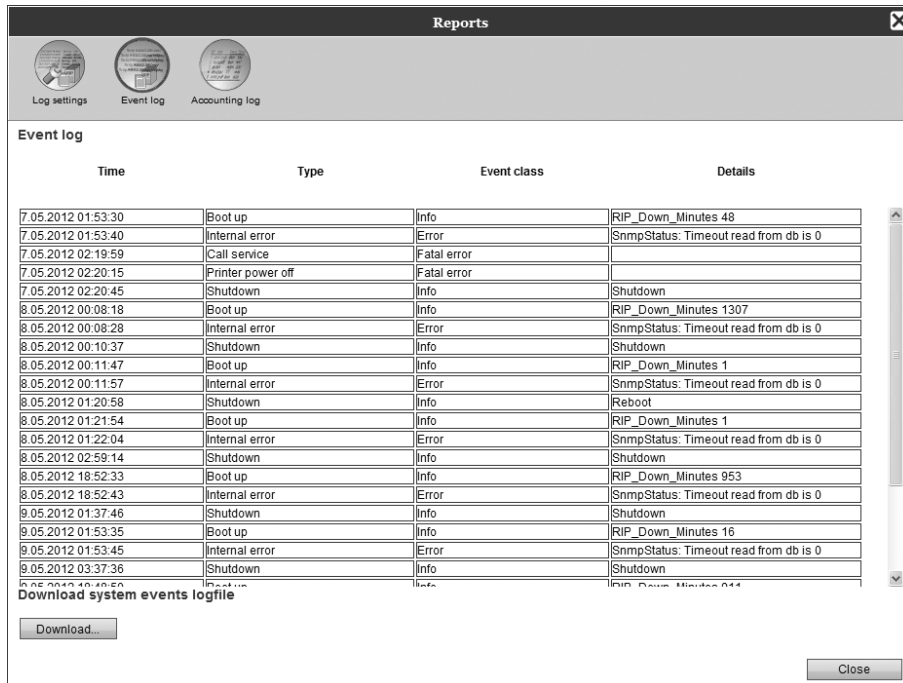 Reports
Log settings Event log Accounting log
Event log
Time Type Event class Details
7.05.2012 01:53:30 Boot up Info RIP_Down_Minutes 48
7.05.2012 01:53:40 Internal error Error SnmpStatus: Timeout read from db is 0
7.05.2012 02:19:59 Call service Fatal error
7.05.2012 02:20:15 Printer power off Fatal error
7.05.2012 02:20:45 Shutdown Info Shutdown
8.05.2012 00:08:18 Boot up Info RIP_Down_Minutes 1307
8.05.2012 00:08:28 Internal error Error SnmpStatus: Timeout read from db is 0
8.05.2012 00:10:37 Shutdown Info Shutdown
8.05.2012 00:11:47 Boot up Info RIP_Down_Minutes 1
8.05.2012 00:11:57 Internal error Error SnmpStatus: Timeout read from db is 0
8.05.2012 01:20:58 Shutdown Info Reboot
8.05.2012 01:21:54 Boot up Info RIP_Down_Minutes 1
8.05.2012 01:22:04 Internal error Error SnmpStatus: Timeout read from db is 0
8.05.2012 02:59:14 Shutdown Info Shutdown
8.05.2012 18:52:33 Boot up Info RIP_Down_Minutes 953
8.05.2012 18:52:43 Internal error Error SnmpStatus: Timeout read from db is 0
9.05.2012 01:37:46 Shutdown Info Shutdown
9.05.2012 01:53:35 Boot up Info RIP_Down_Minutes 16
9.05.2012 01:53:45 Internal error Error SnmpStatus: Timeout read from db is 0
9.05.2012 03:37:36 Shutdown Info Shutdown
Boot up Info RIP_Down_Minutes
Download system events logfile
Download...
Close